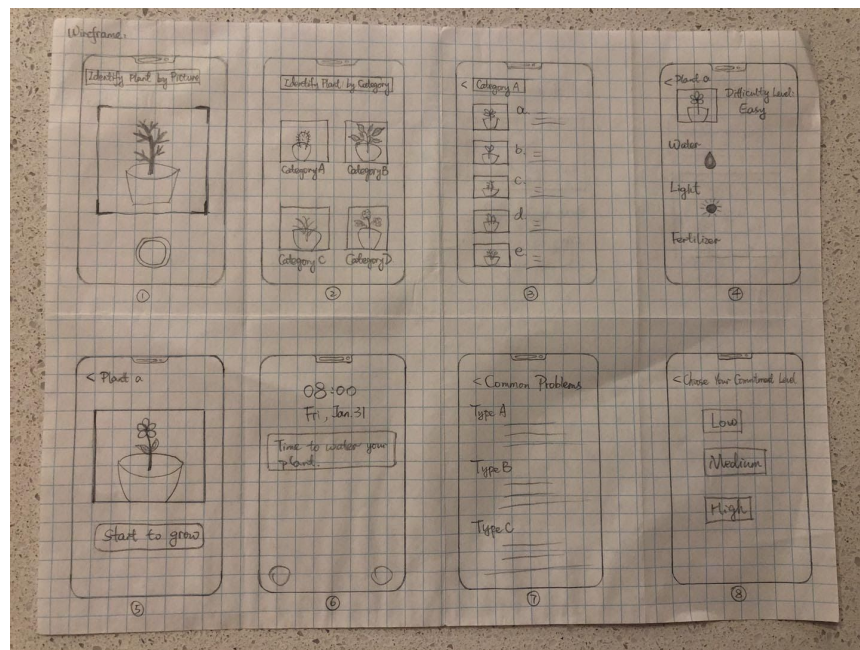 Wireframe:
Identify Plant by Picture
①
Identify Plant by Category
Category A
Category B
Category C
Category D
②
< Category A
a.
b.
c.
d.
e.
③
< Plant a
Difficulty Level:
Easy
Water
Light
Fertilizer
④
< Plant a
Start to grow
⑤
08:00
Fri, Jan. 31
Time to water your
plant.
⑥
< Common Problems
Type A
Type B
Type C
⑦
< Choose Your Commitment Level
Low
Medium
High
⑧